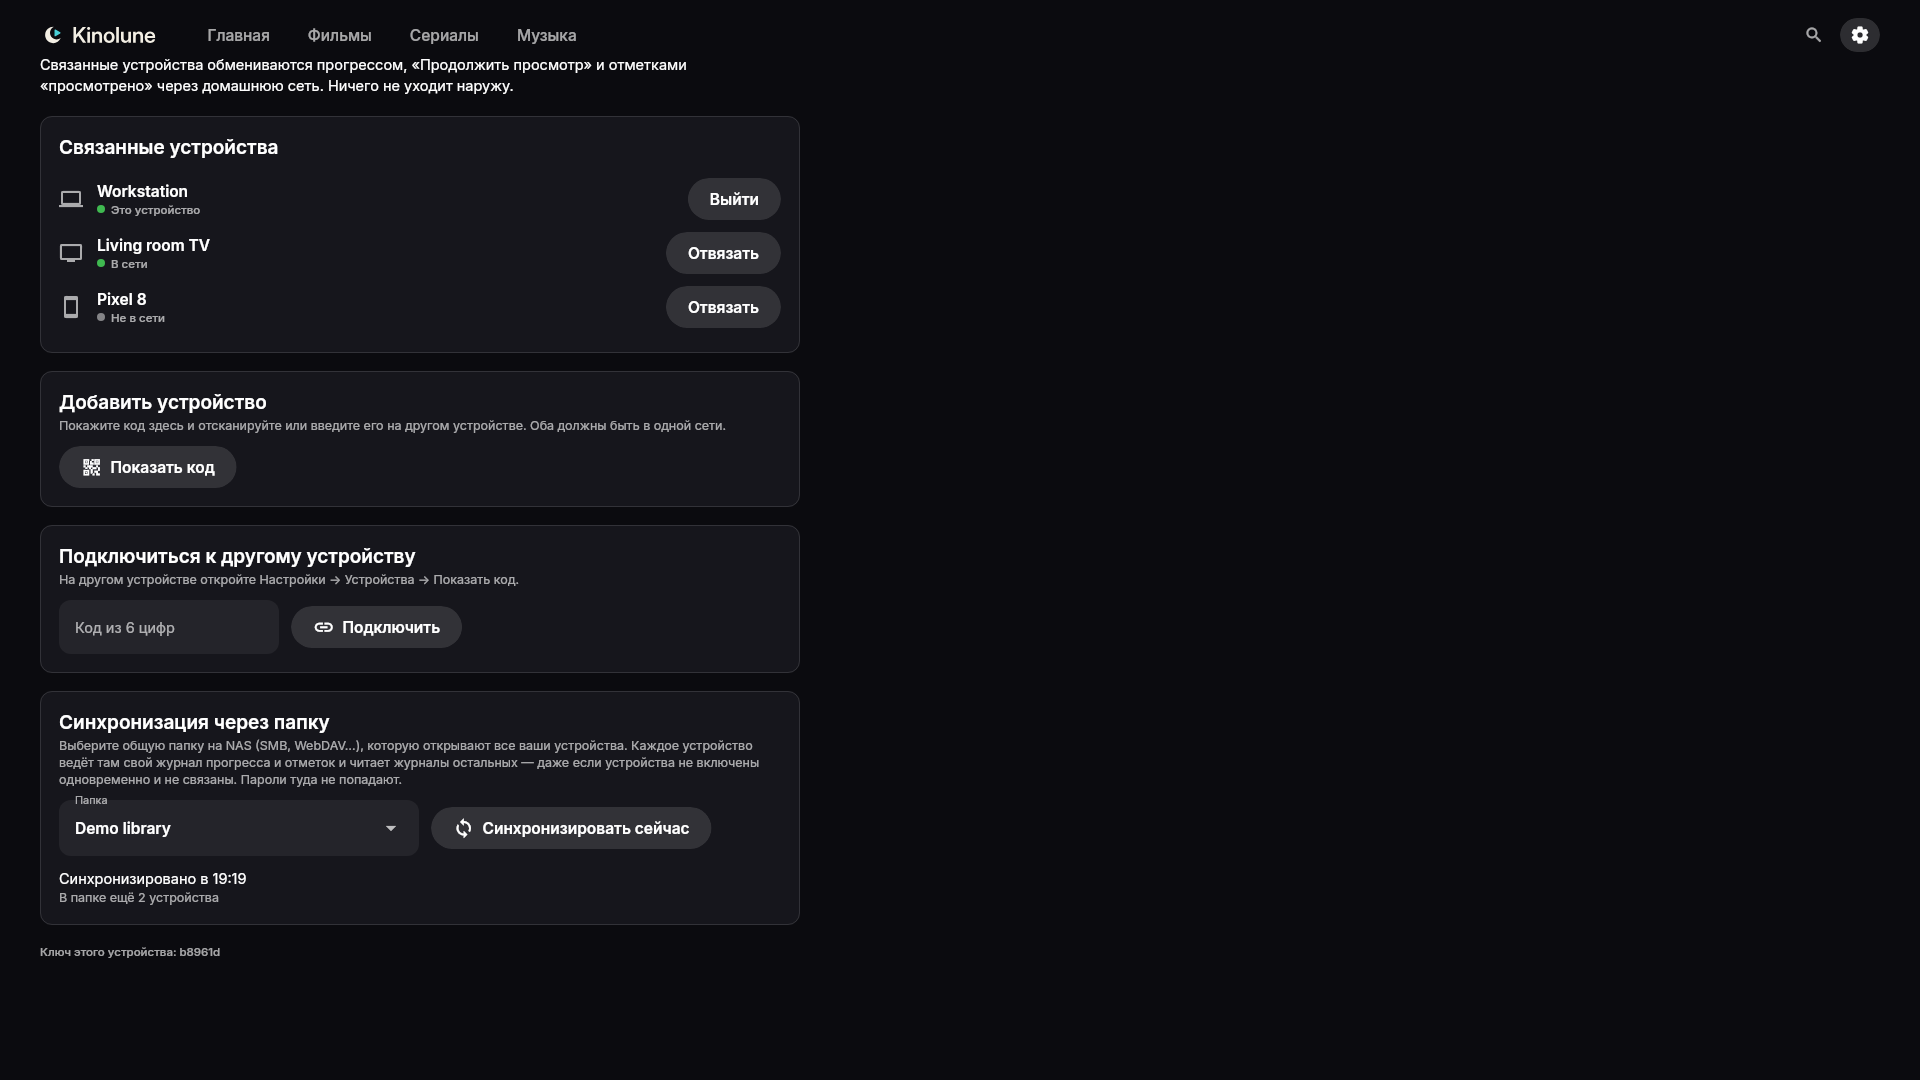 Kinolune
Главная
Фильмы
Сериалы
Музыка
Связанные устройства обмениваются прогрессом, «Продолжить просмотр» и отметками
«просмотрено» через домашнюю сеть. Ничего не уходит наружу.
Связанные устройства
Workstation
Это устройство
Выйти
Living room TV
В сети
Отвязать
Pixel 8
Не в сети
Отвязать
Добавить устройство
Покажите код здесь и отсканируйте или введите его на другом устройстве. Оба должны быть в одной сети.
Показать код
Подключиться к другому устройству
На другом устройстве откройте Настройки → Устройства → Показать код.
Код из 6 цифр
Подключить
Синхронизация через папку
Выберите общую папку на NAS (SMB, WebDAV…), которую открывают все ваши устройства. Каждое устройство
ведёт там свой журнал прогресса и отметок и читает журналы остальных — даже если устройства не включены
одновременно и не связаны. Пароли туда не попадают.
Папка
Demo library
Синхронизировать сейчас
Синхронизировано в 19:19
В папке ещё 2 устройства
Ключ этого устройства: b8961d